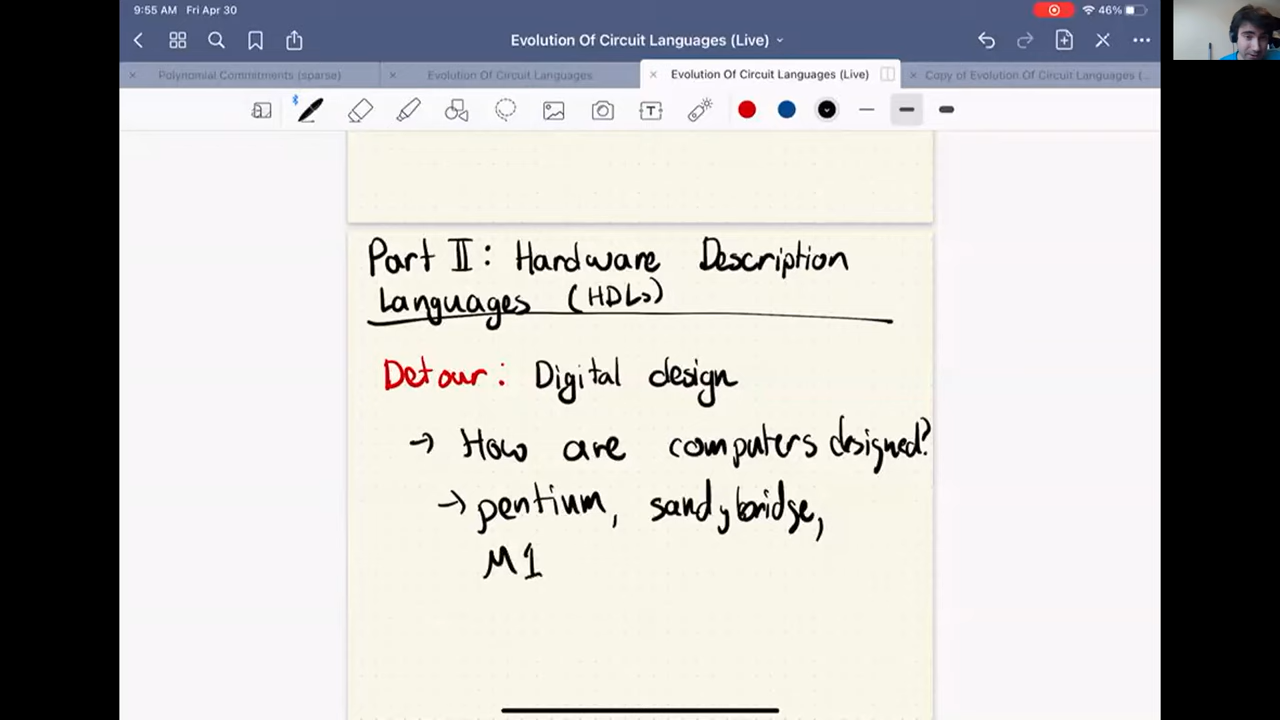 9:55 AM Fri Apr 30
46%
Evolution Of Circuit Languages (Live)
Polynomial Commitments (sparse)
Evolution Of Circuit Languages
Evolution Of Circuit Languages (Live)
Copy of Evolution Of Circuit Languages (...
Part II: Hardware Description
Languages (HDLs)
Detour: Digital design
→ How are computers designed?
→ pentium, sandybridge,
M1